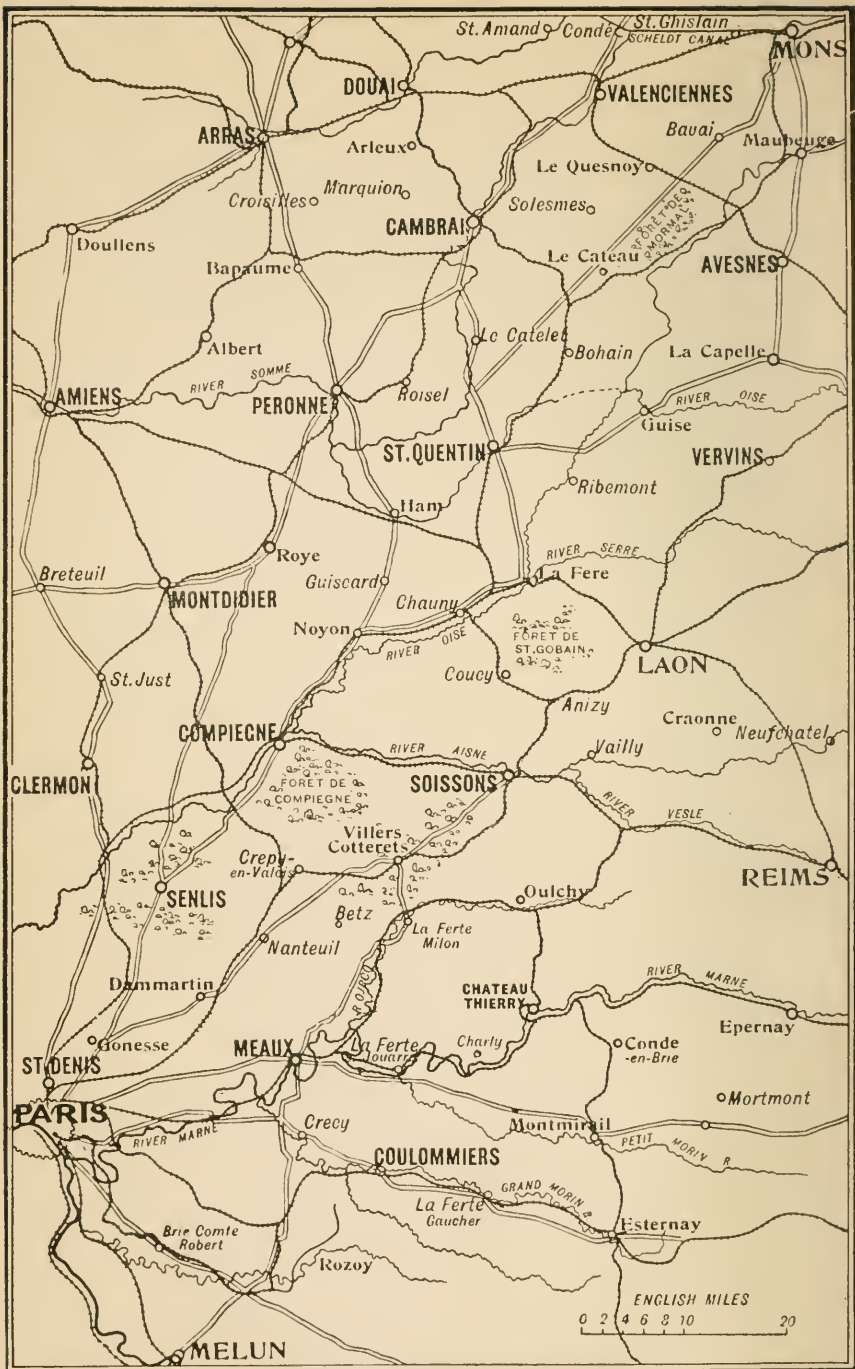 St. Amand
Condé
St. Ghislain
SCHELDT CANAL
MONS
DOUAI
VALENCIENNES
ARRAS
Arleux
Bavai
Maubeuge
Le Quesnoy
Croisilles
Marquion
CAMBRAI
Solesmes
FORÊT DE
MORMAL
Doullens
Bapaume
Le Cateau
AVESNES
Albert
Le Catelet
Bohain
La Capelle
AMIENS
RIVER SOMME
PERONNE
Roisel
RIVER OISE
Guise
ST. QUENTIN
VERVINS
Ribemont
Ham
Roye
RIVER SERRE
Breteuil
MONTDIDIER
Guiscard
La Fere
Chauny
Noyon
RIVER OISE
FORET DE
ST. GOBAIN
LAON
St. Just
Coucy
Anizy
COMPIEGNE
Craonne
Neufchatel
RIVER AISNE
Vailly
CLERMON
FORET DE
COMPIEGNE
SOISSONS
RIVER VESLE
Villers
Cotterets
Crepy-
en-Valois
REIMS
SENLIS
Oulchy
Betz
La Ferte
Milon
Nanteuil
Dammartin
R OURCQ
CHATEAU
THIERRY
RIVER MARNE
Epernay
Gonesse
MEAUX
La Ferte
Jouarre
Charly
Conde
-en-Brie
ST. DENIS
PARIS
Mortmont
RIVER MARNE
Crecy
Montmirail
PETIT MORIN R
COULOMMIERS
La Ferte
Gaucher
GRAND MORIN R
Esternay
Brie Comte
Robert
Rozoy
ENGLISH MILES
0 2 4 6 8 10 20
MELUN